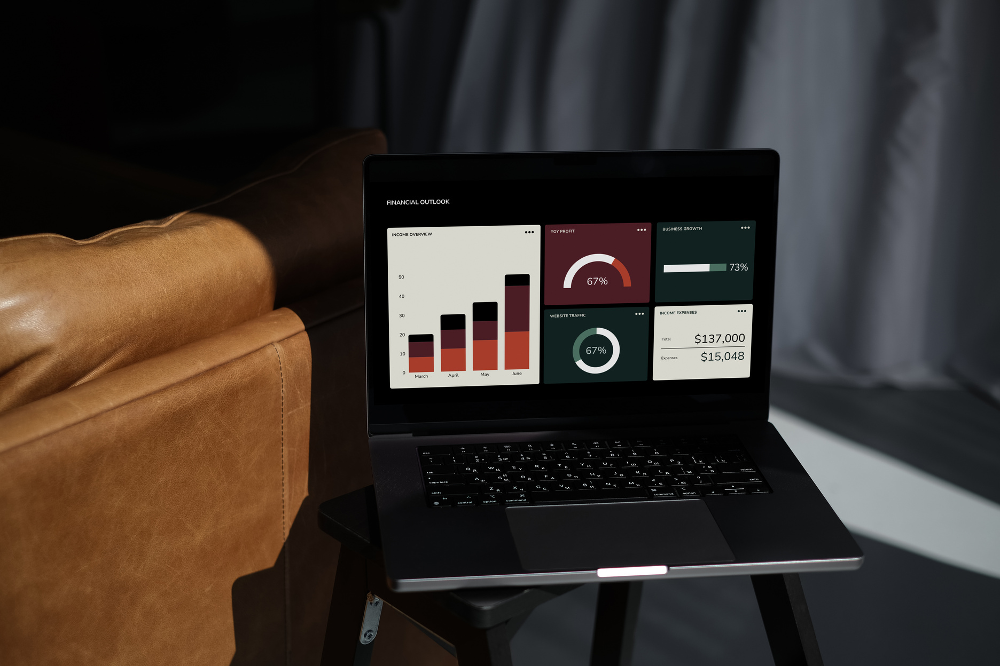 FINANCIAL OUTLOOK
INCOME OVERVIEW
50
40
30
20
10
0
March April May June
YOY PROFIT
67%
BUSINESS GROWTH
73%
WEBSITE TRAFFIC
67%
INCOME EXPENSES
Total $137,000
Expenses $15,048
esc
tab
Q Й W Ц E У R К T Е Y Н U Г I Ш O Щ P З
return
caps lock
A Ф S Ы D В F А G П H Р J О K Л L Д
shift
Z Я X Ч C С V М B И N Т M Ь
shift
fn control option command command option